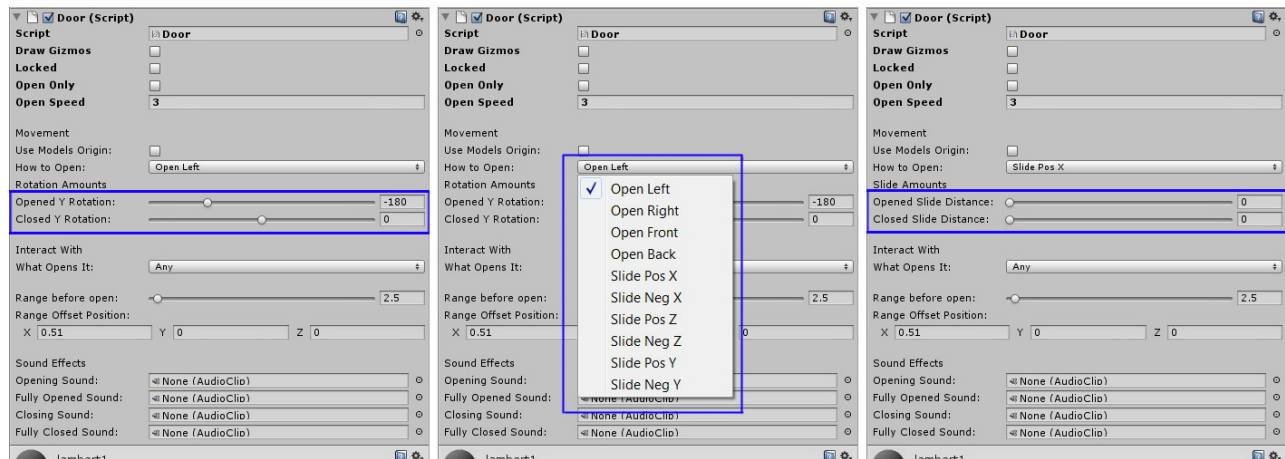 Door (Script)
Script Door
Draw Gizmos
Locked
Open Only
Open Speed 3
Movement
Use Models Origin:
How to Open: Open Left
Rotation Amounts
Opened Y Rotation: -180
Closed Y Rotation: 0
Interact With
What Opens It: Any
Range before open: 2.5
Range Offset Position:
X 0.51 Y 0 Z 0
Sound Effects
Opening Sound: None (AudioClip)
Fully Opened Sound: None (AudioClip)
Closing Sound: None (AudioClip)
Fully Closed Sound: None (AudioClip)
lambert1
Door (Script)
Script Door
Draw Gizmos
Locked
Open Only
Open Speed 3
Movement
Use Models Origin:
How to Open: Open Left
Rotation Amounts
Opened Y Rotation: -180
Closed Y Rotation: 0
Interact With
What Opens It:
Range before open: 2.5
Range Offset Position:
X 0.51 0
Sound Effects
Opening Sound:
Fully Opened Sound: None (AudioClip)
Closing Sound: None (AudioClip)
Fully Closed Sound: None (AudioClip)
lambert1
Open Left
Open Right
Open Front
Open Back
Slide Pos X
Slide Neg X
Slide Pos Z
Slide Neg Z
Slide Pos Y
Slide Neg Y
Door (Script)
Script Door
Draw Gizmos
Locked
Open Only
Open Speed 3
Movement
Use Models Origin:
How to Open: Slide Pos X
Slide Amounts
Opened Slide Distance: 0
Closed Slide Distance: 0
Interact With
What Opens It: Any
Range before open: 2.5
Range Offset Position:
X 0.51 Y 0 Z 0
Sound Effects
Opening Sound: None (AudioClip)
Fully Opened Sound: None (AudioClip)
Closing Sound: None (AudioClip)
Fully Closed Sound: None (AudioClip)
lambert1